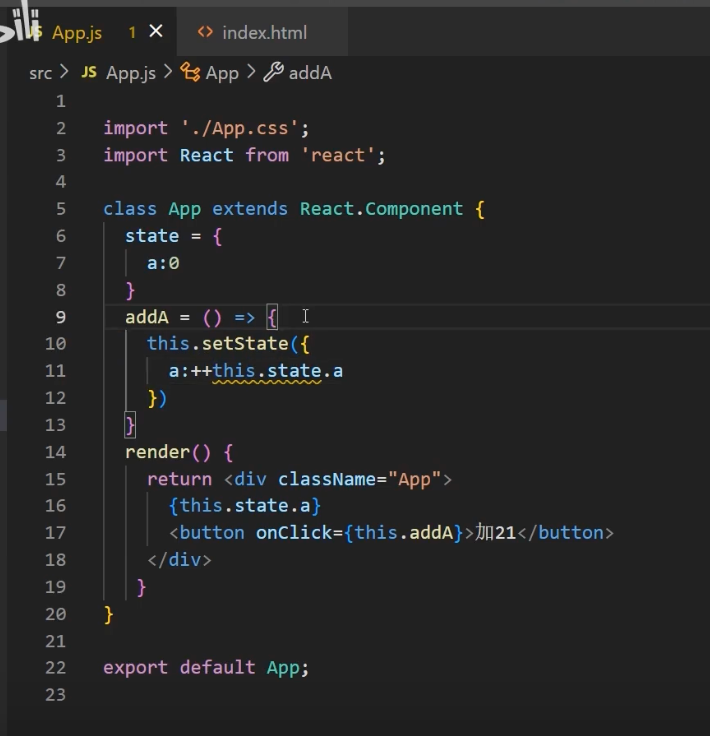 JS App.js 1 × <> index.html
src > JS App.js > App > addA
1
2 import './App.css';
3 import React from 'react';
4
5 class App extends React.Component {
6 state = {
7 a:0
8 }
9 addA = () => {
10 this.setState({
11 a:++this.state.a
12 })
13 }
14 render() {
15 return <div className="App">
16 {this.state.a}
17 <button onClick={this.addA}>加21</button>
18 </div>
19 }
20 }
21
22 export default App;
23